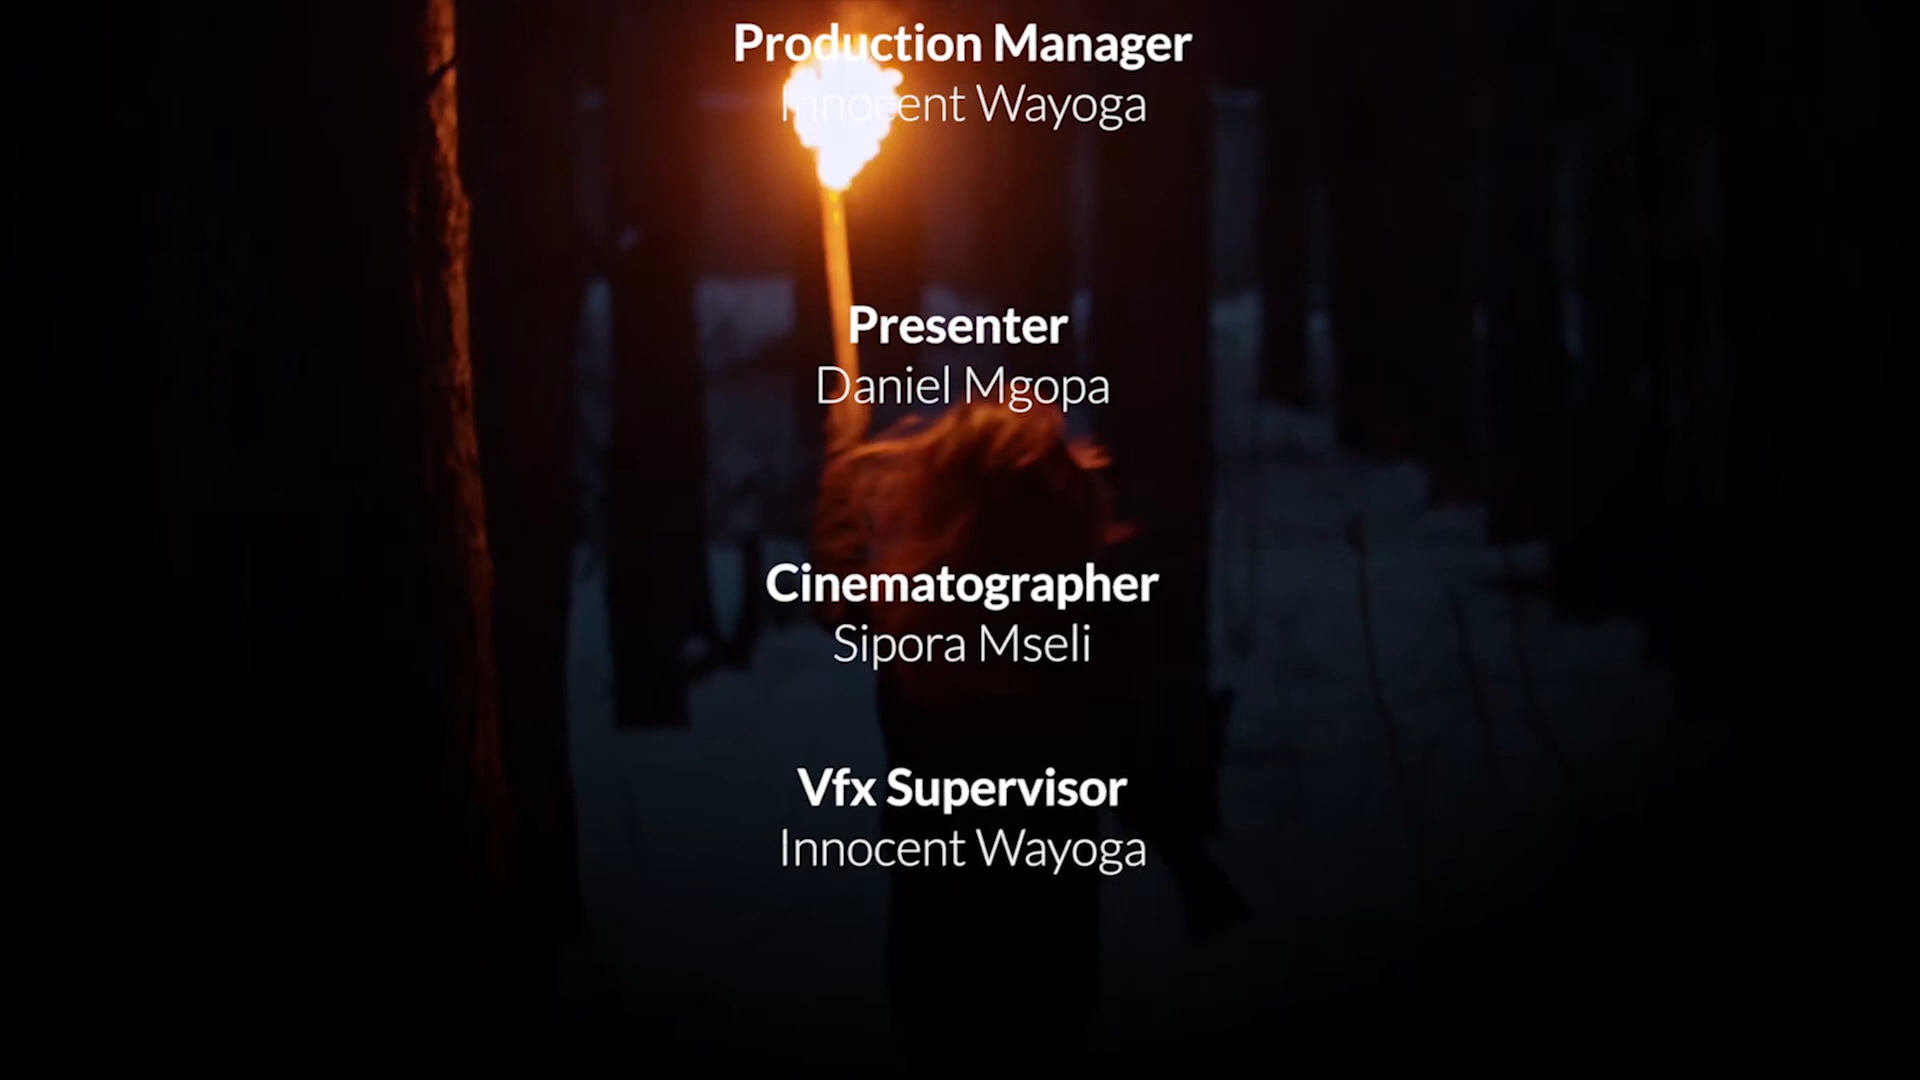 Production Manager
Innocent Wayoga
Presenter
Daniel Mgopa
Cinematographer
Sipora Mseli
Vfx Supervisor
Innocent Wayoga